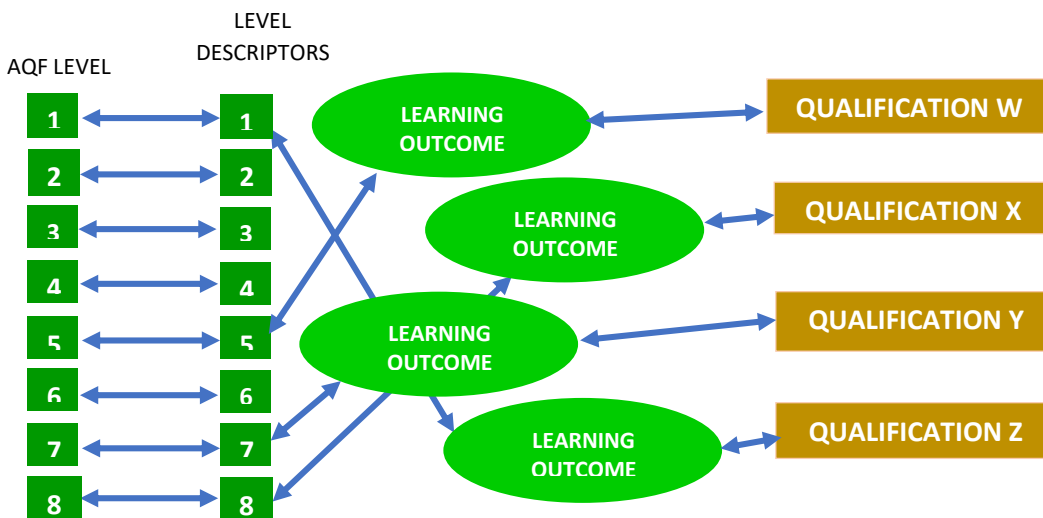 LEVEL
DESCRIPTORS
AQF LEVEL
1
1
2
2
3
3
4
4
5
5
6
6
7
7
8
8
LEARNING
OUTCOME
LEARNING
OUTCOME
LEARNING
OUTCOME
LEARNING
OUTCOME
QUALIFICATION W
QUALIFICATION X
QUALIFICATION Y
QUALIFICATION Z